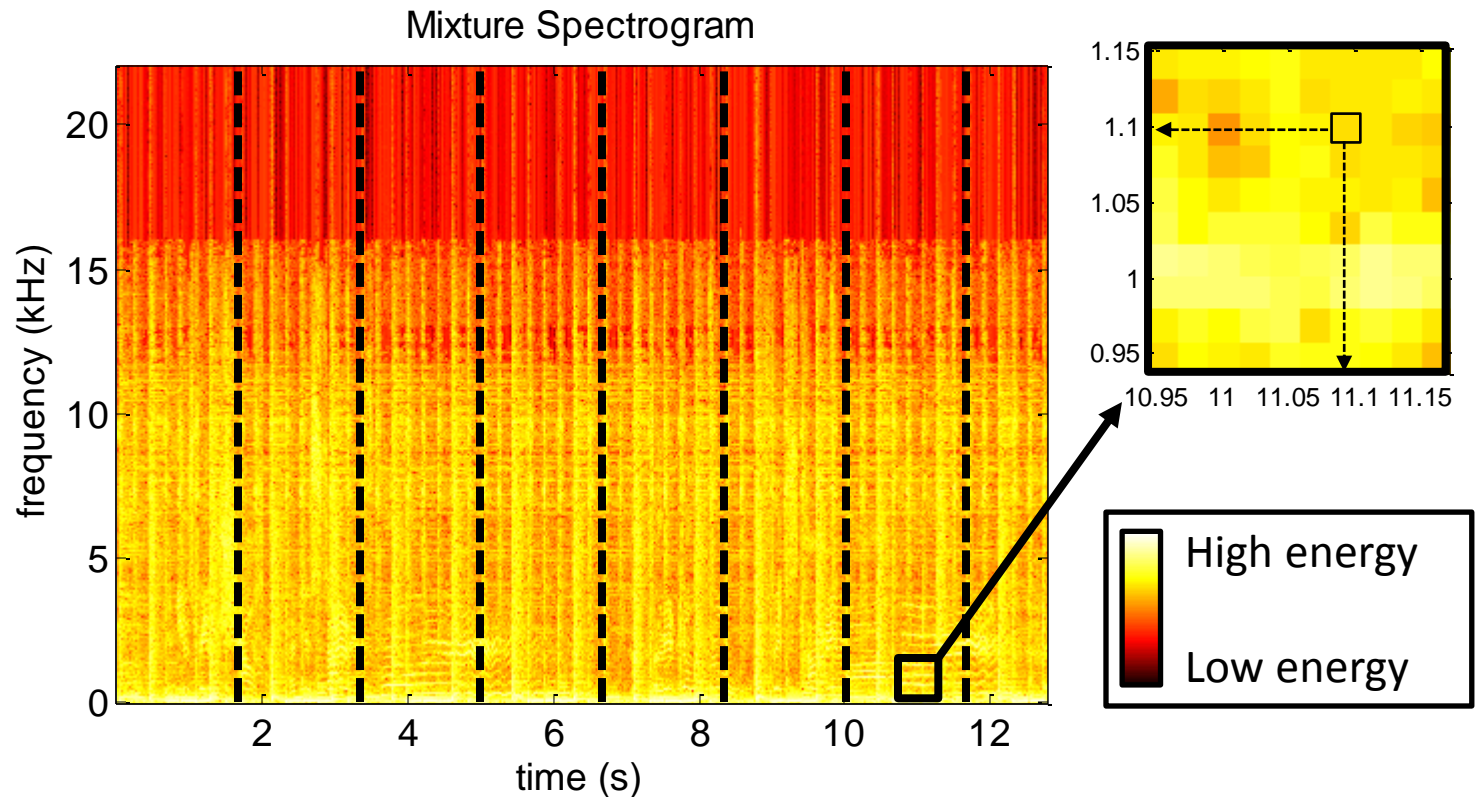 Mixture Spectrogram
frequency (kHz)
20
15
10
5
0
2 4 6 8 10 12
time (s)
1.15
1.1
1.05
1
0.95
10.95 11 11.05 11.1 11.15
High energy
Low energy